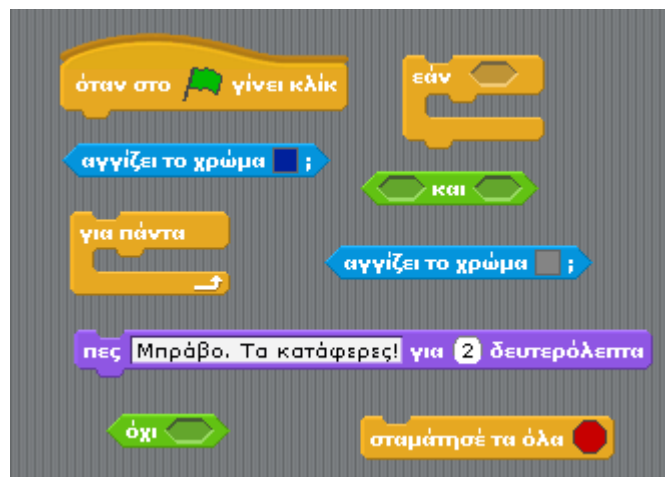 όταν στο γίνει κλίκ
εάν
αγγίζει το χρώμα ;
και
για πάντα
αγγίζει το χρώμα ;
πες Μπράβο. Τα κατάφερες! για 2 δευτερόλεπτα
όχι
σταμάτησέ τα όλα